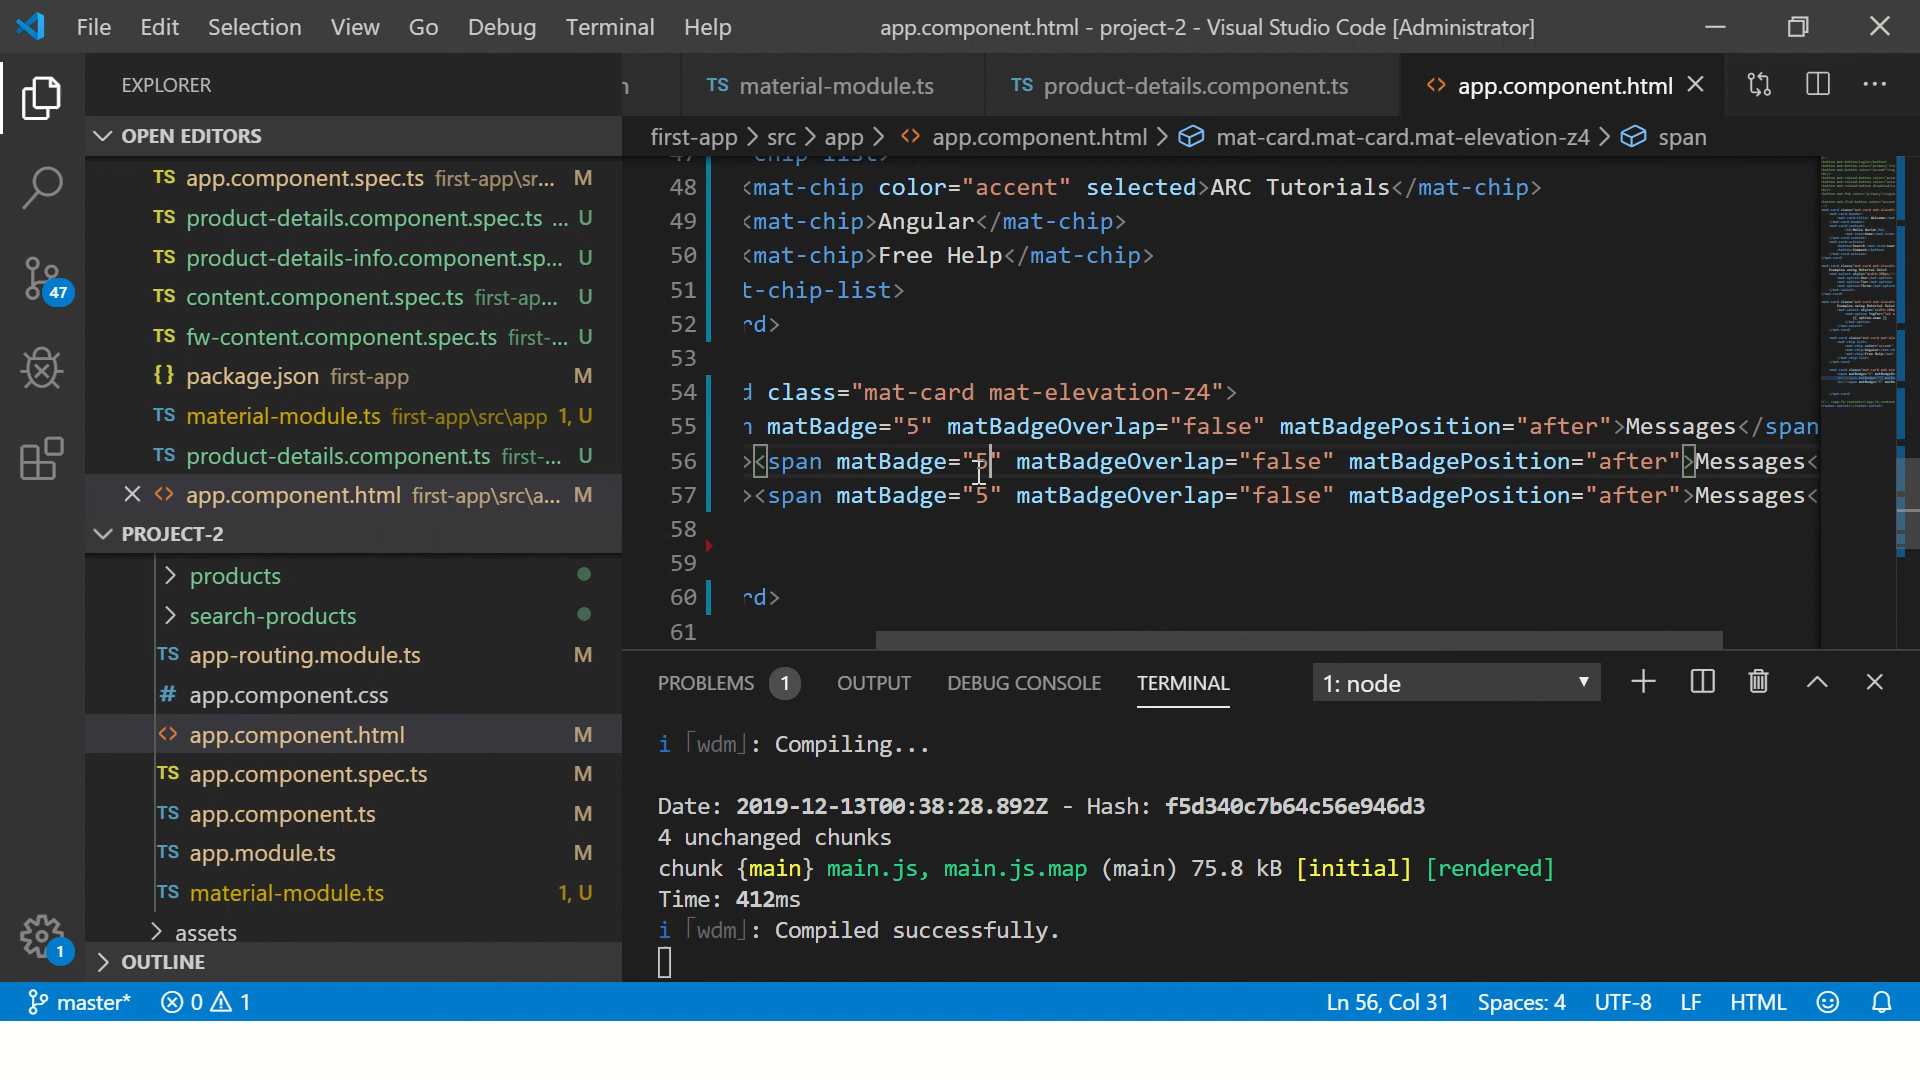 File Edit Selection View Go Debug Terminal Help app.component.html - project-2 - Visual Studio Code [Administrator]
EXPLORER
TS material-module.ts TS product-details.component.ts <> app.component.html
OPEN EDITORS
first-app > src > app > <> app.component.html > mat-card.mat-card.mat-elevation-z4 > span
TS app.component.spec.ts first-app\sr... M
TS product-details.component.spec.ts ... U
TS product-details-info.component.sp... U
TS content.component.spec.ts first-ap... U
TS fw-content.component.spec.ts first-... U
{} package.json first-app M
TS material-module.ts first-app\src\app 1, U
TS product-details.component.ts first-a... U
<> app.component.html first-app\src\a... M
47 chip-list>
48 <mat-chip color="accent" selected>ARC Tutorials</mat-chip>
49 <mat-chip>Angular</mat-chip>
50 <mat-chip>Free Help</mat-chip>
51 t-chip-list>
52 rd>
53
54 d class="mat-card mat-elevation-z4">
55 n matBadge="5" matBadgeOverlap="false" matBadgePosition="after">Messages</span
56 ><span matBadge="5" matBadgeOverlap="false" matBadgePosition="after">Messages<
57 ><span matBadge="5" matBadgeOverlap="false" matBadgePosition="after">Messages<
58
59
60 rd>
61
PROJECT-2
products
search-products
TS app-routing.module.ts M
# app.component.css
<> app.component.html M
TS app.component.spec.ts M
TS app.component.ts M
TS app.module.ts M
TS material-module.ts 1, U
assets
OUTLINE
47
1
PROBLEMS 1 OUTPUT DEBUG CONSOLE TERMINAL 1: node
i ｢wdm｣: Compiling...
Date: 2019-12-13T00:38:28.892Z - Hash: f5d340c7b64c56e946d3
4 unchanged chunks
chunk {main} main.js, main.js.map (main) 75.8 kB [initial] [rendered]
Time: 412ms
i ｢wdm｣: Compiled successfully.
master* 0 1 Ln 56, Col 31 Spaces: 4 UTF-8 LF HTML